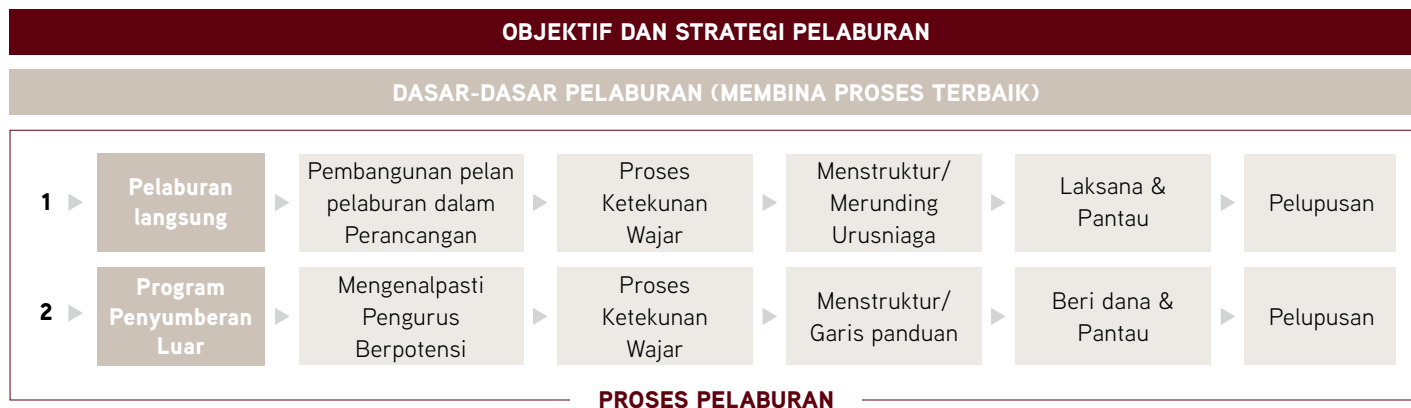 OBJEKTIF DAN STRATEGI PELABURAN
DASAR-DASAR PELABURAN (MEMBINA PROSES TERBAIK)
1
Pelaburan
langsung
Pembangunan pelan
pelaburan dalam
Perancangan
Proses
Ketekunan
Wajar
Menstruktur/
Merunding
Urusniaga
Laksana &
Pantau
Pelupusan
2
Program
Penyumberan
Luar
Mengenalpasti
Pengurus
Berpotensi
Proses
Ketekunan
Wajar
Menstruktur/
Garis panduan
Beri dana &
Pantau
Pelupusan
PROSES PELABURAN